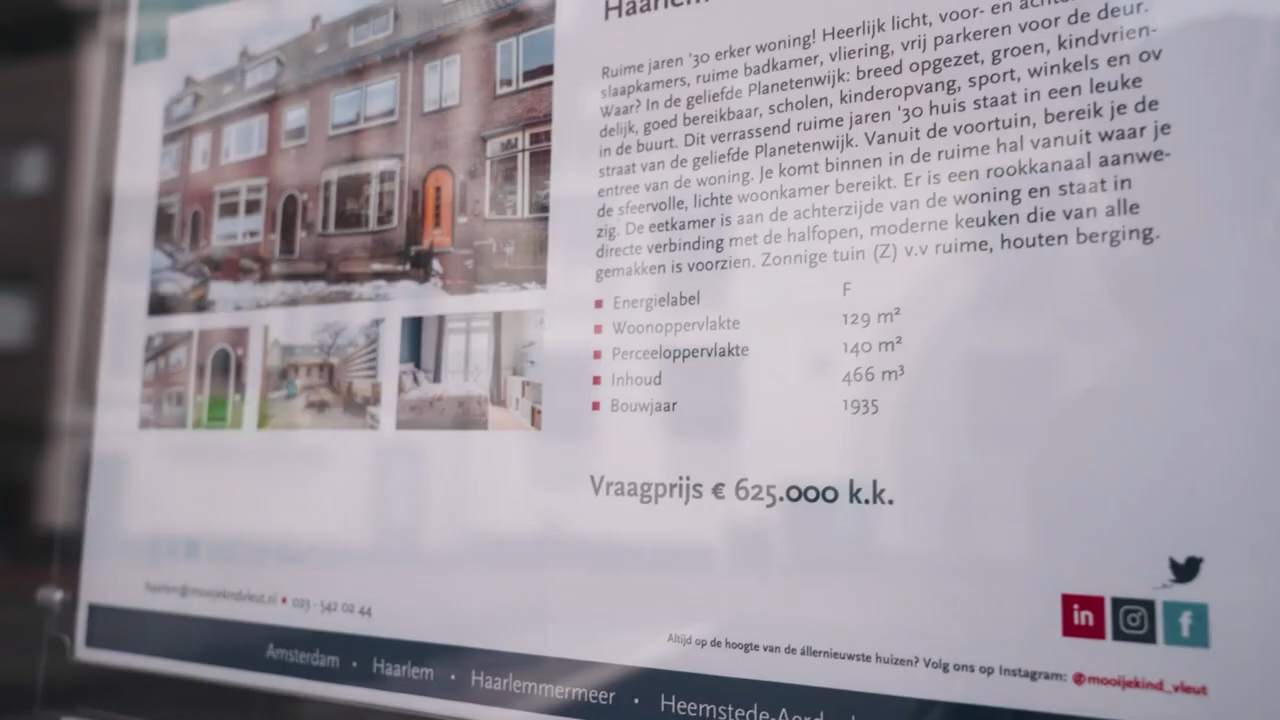 Haarlem
Ruime jaren '30 erker woning! Heerlijk licht, voor- en
slaapkamers, ruime badkamer, vliering, vrij parkeren voor de deur.
Waar? In de geliefde Planetenwijk: breed opgezet, groen, kindvrien-
delijk, goed bereikbaar, scholen, kinderopvang, sport, winkels en ov
in de buurt. Dit verrassend ruime jaren '30 huis staat in een leuke
straat van de geliefde Planetenwijk. Vanuit de voortuin, bereik je de
entree van de woning. Je komt binnen in de ruime hal vanuit waar je
de sfeervolle, lichte woonkamer bereikt. Er is een rookkanaal aanwe-
zig. De eetkamer is aan de achterzijde van de woning en staat in
directe verbinding met de halfopen, moderne keuken die van alle
gemakken is voorzien. Zonnige tuin (Z) v.v ruime, houten berging.
Energielabel F
Woonoppervlakte 129 m²
Perceeloppervlakte 140 m²
Inhoud 466 m³
Bouwjaar 1935
Vraagprijs € 625.000 k.k.
haarlem@mooijekindvleut.nl • 023 - 542 02 44
in f
Altijd op de hoogte van de állernieuwste huizen? Volg ons op Instagram: @mooijekind_vleut
Amsterdam • Haarlem • Haarlemmermeer • Heemstede-Aerd